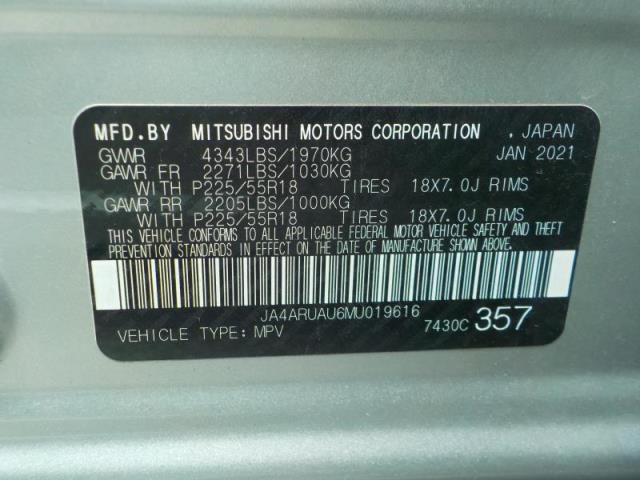 MFD.BY MITSUBISHI MOTORS CORPORATION . JAPAN
GVWR 4343LBS/1970KG JAN 2021
GAWR FR 2271LBS/1030KG
WITH P225/55R18 TIRES 18X7.0J RIMS
GAWR RR 2205LBS/1000KG
WITH P225/55R18 TIRES 18X7.0J RIMS
THIS VEHICLE CONFORMS TO ALL APPLICABLE FEDERAL MOTOR VEHICLE SAFETY AND THEFT
PREVENTION STANDARDS IN EFFECT ON THE DATE OF MANUFACTURE SHOWN ABOVE.
JA4ARUAU6MU019616
VEHICLE TYPE: MPV 7430C 357